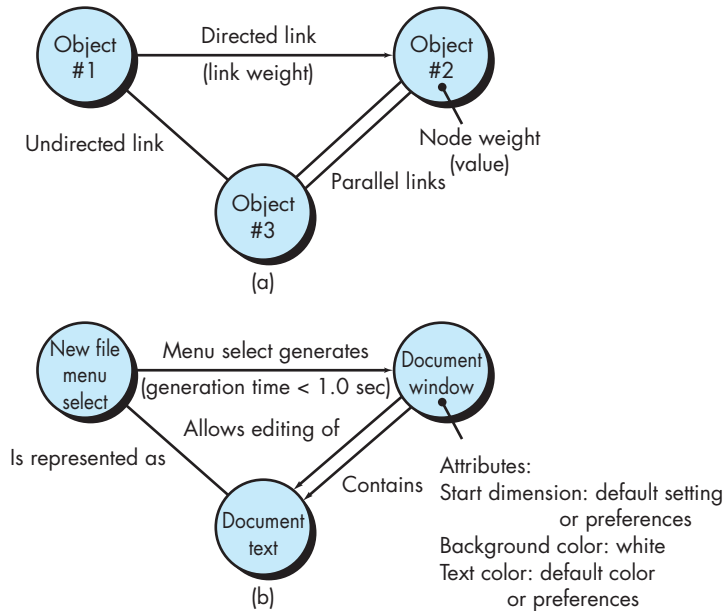 Object
#1
Directed link
(link weight)
Object
#2
Undirected link
Node weight
(value)
Parallel links
Object
#3
(a)
New file
menu
select
Menu select generates
(generation time < 1.0 sec)
Document
window
Allows editing of
Is represented as
Contains
Attributes:
Start dimension: default setting
or preferences
Background color: white
Text color: default color
or preferences
Document
text
(b)